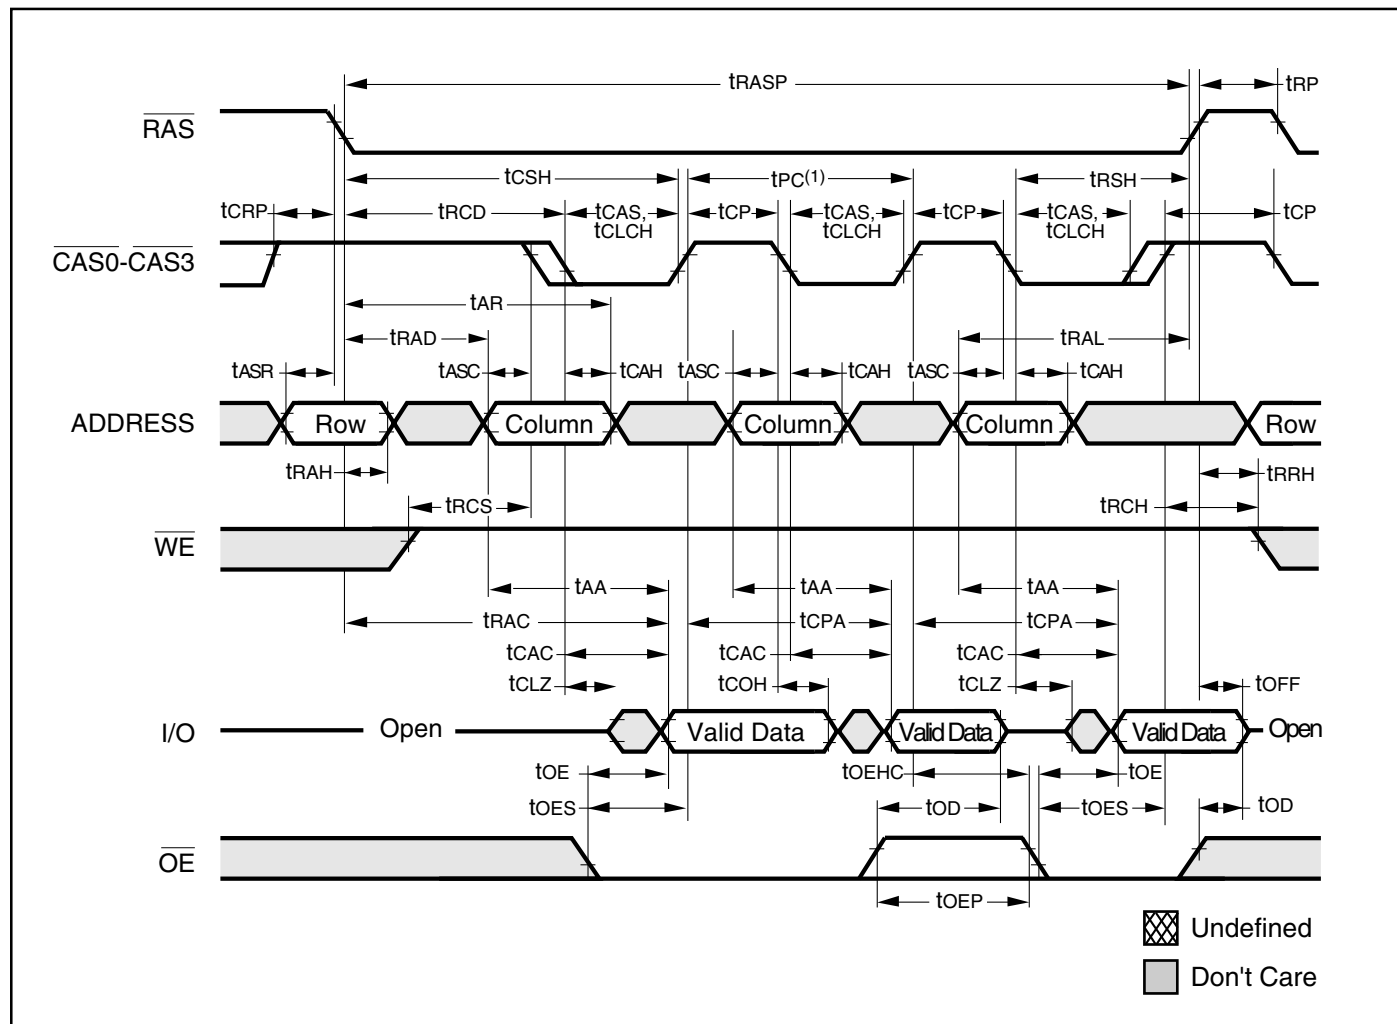 tRASP
tRP
RAS
tCSH
tPC(1)
tRSH
tCRP
tRCD
tCAS, tCLCH
tCP
tCAS, tCLCH
tCP
tCAS, tCLCH
tCP
CAS0-CAS3
tAR
tRAD
tRAL
tASR
tASC
tCAH
tASC
tCAH
tASC
tCAH
ADDRESS
Row
Column
Column
Column
Row
tRAH
tRRH
tRCS
tRCH
WE
tAA
tAA
tAA
tRAC
tCPA
tCPA
tCAC
tCAC
tCAC
tCLZ
tCOH
tCLZ
tOFF
I/O
Open
Valid Data
Valid Data
Valid Data
Open
tOE
tOEHC
tOE
tOES
tOD
tOES
tOD
OE
tOEP
Undefined
Don't Care